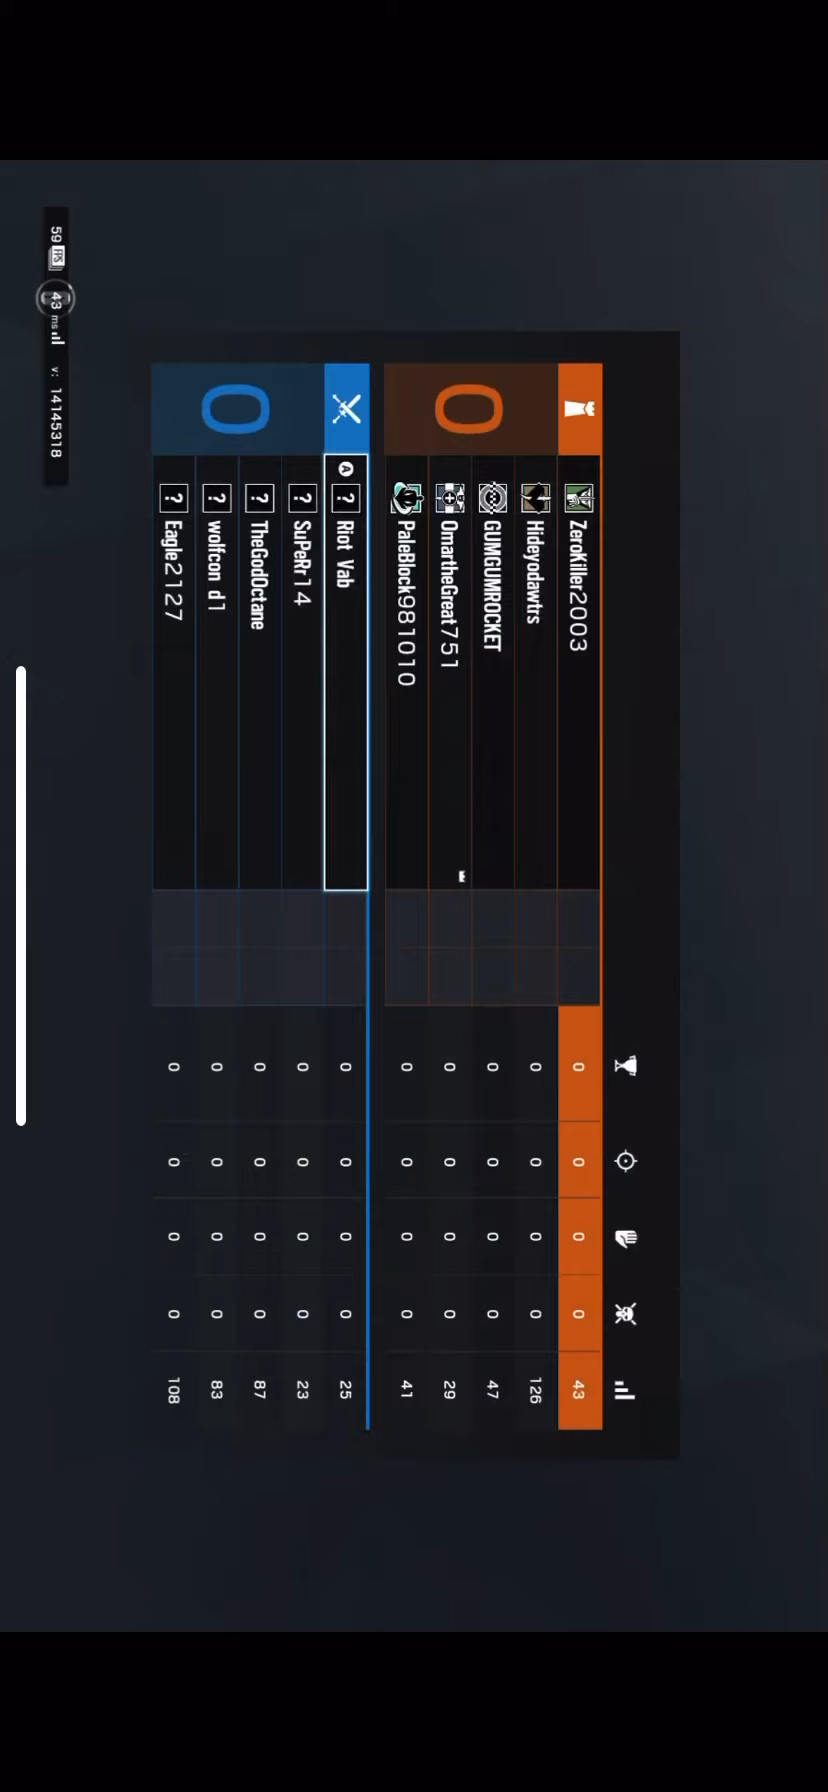 0
ZeroKiller2003 0 0 0 0 43
Hideyodawtrs 0 0 0 0 126
GUMGUMROCKET 0 0 0 0 47
OmartheGreat751 0 0 0 0 29
PaleBlock981010 0 0 0 0 41
0
A ? Riot Vab 0 0 0 0 25
? SuPeRr14 0 0 0 0 23
? TheGodOctane 0 0 0 0 87
? wolfcon d1 0 0 0 0 83
? Eagle2127 0 0 0 0 108
59 FPS 43 ms v: 14145318